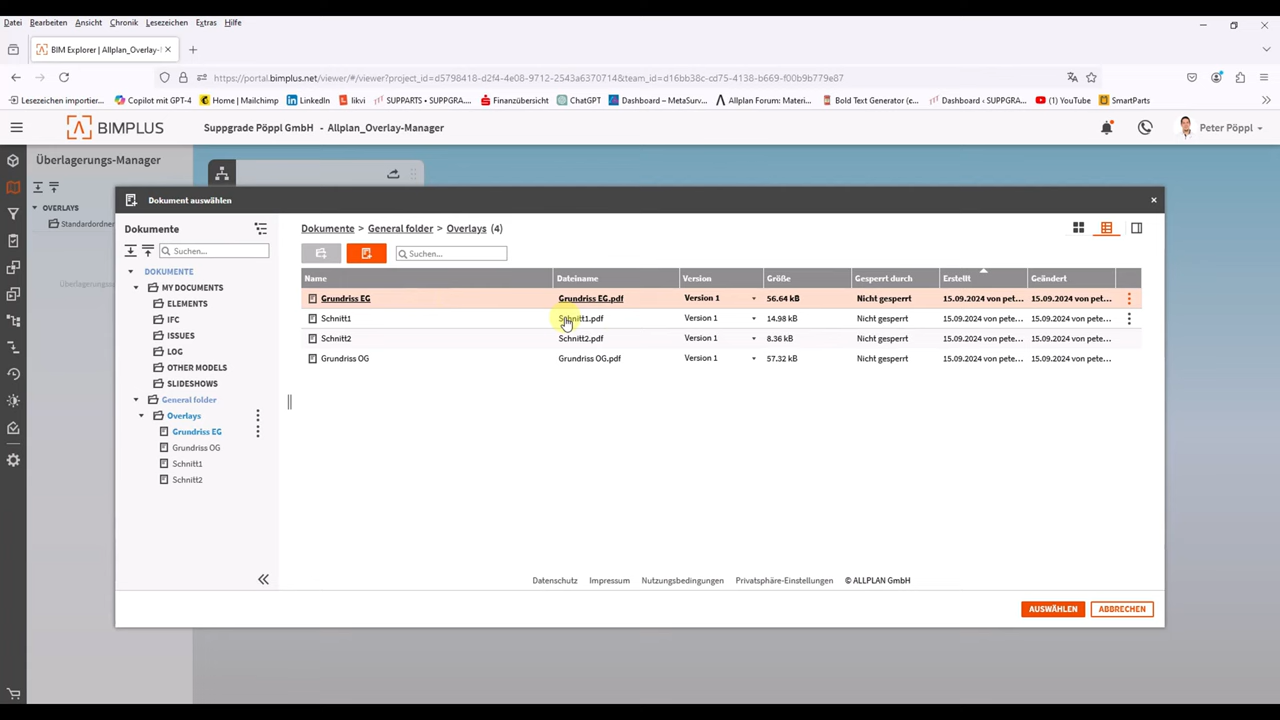 Datei Bearbeiten Ansicht Chronik Lesezeichen Extras Hilfe
BIM Explorer | Allplan_Overlay-M
https://portal.bimplus.net/viewer/#/viewer?project_id=d5798418-d2f4-4e08-9712-2543a6370714&team_id=d16bb38c-cd75-4138-b669-f00b9b779e87
Lesezeichen importiert... Copilot mit GPT-4 Home | Mailchimp LinkedIn likvi SUPPARTS • SUPPGRA... Finanzübersicht ChatGPT Dashboard — MetaSurv... Allplan Forum: Materi... Bold Text Generator (c... Dashboard ‹ SUPPGRA... (1) YouTube SmartParts
BIMPLUS Suppgrade Pöppl GmbH - Allplan_Overlay-Manager Peter Pöppl
Überlagerungs-Manager
OVERLAYS
Standardordner
Dokument auswählen
Dokumente
Suchen...
DOKUMENTE
MY DOCUMENTS
ELEMENTS
IFC
ISSUES
LOG
OTHER MODELS
SLIDESHOWS
General folder
Overlays
Grundriss EG
Grundriss OG
Schnitt1
Schnitt2
Dokumente > General folder > Overlays (4)
Suchen...
Name Dateiname Version Größe Gesperrt durch Erstellt Geändert
Grundriss EG Grundriss EG.pdf Version 1 56.64 kB Nicht gesperrt 15.09.2024 von pete... 15.09.2024 von pete...
Schnitt1 Schnitt1.pdf Version 1 14.98 kB Nicht gesperrt 15.09.2024 von pete... 15.09.2024 von pete...
Schnitt2 Schnitt2.pdf Version 1 8.36 kB Nicht gesperrt 15.09.2024 von pete... 15.09.2024 von pete...
Grundriss OG Grundriss OG.pdf Version 1 57.32 kB Nicht gesperrt 15.09.2024 von pete... 15.09.2024 von pete...
Datenschutz Impressum Nutzungsbedingungen Privatsphäre-Einstellungen © ALLPLAN GmbH
AUSWÄHLEN ABBRECHEN